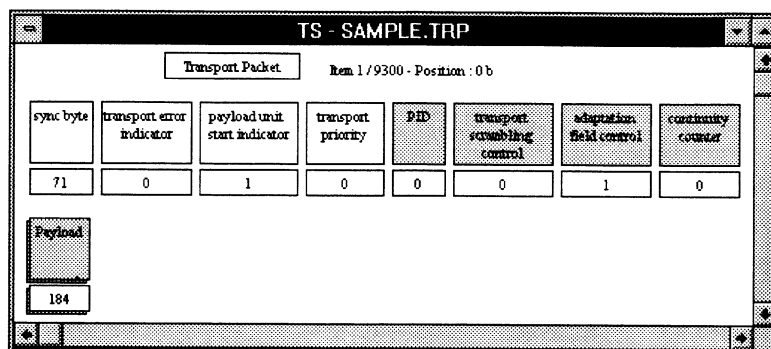 TS - SAMPLE.TRP
Transport Packet
Item 1 / 9300 - Position : 0 b
sync byte
transport error
indicator
payload unit
start indicator
transport
priority
PID
transport
scrambling
control
adaptation
field control
continuity
counter
71
0
1
0
0
0
1
0
Payload
184